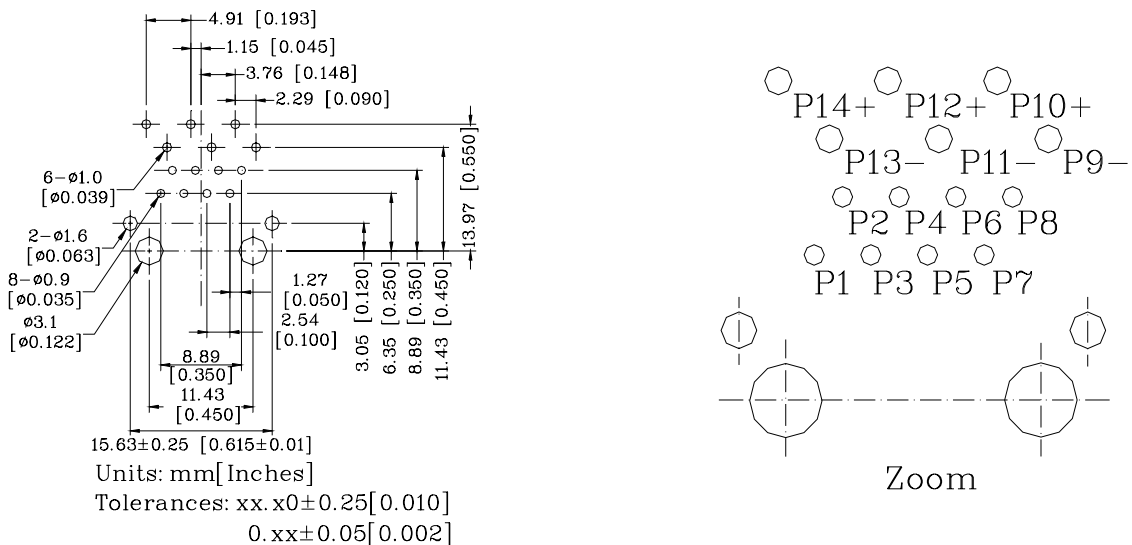 4.91 [0.193]
1.15 [0.045]
3.76 [0.148]
2.29 [0.090]
13.97 [0.550]
6-ø1.0
[ø0.039]
2-ø1.6
[ø0.063]
8-ø0.9
[ø0.035]
ø3.1
[ø0.122]
1.27
[0.050]
2.54
[0.100]
3.05 [0.120]
6.35 [0.250]
8.89 [0.350]
11.43 [0.450]
8.89
[0.350]
11.43
[0.450]
15.63±0.25 [0.615±0.01]
Units: mm[Inches]
Tolerances: xx.x0±0.25[0.010]
0.xx±0.05[0.002]
P14+ P12+ P10+
P13- P11- P9-
P2 P4 P6 P8
P1 P3 P5 P7
Zoom